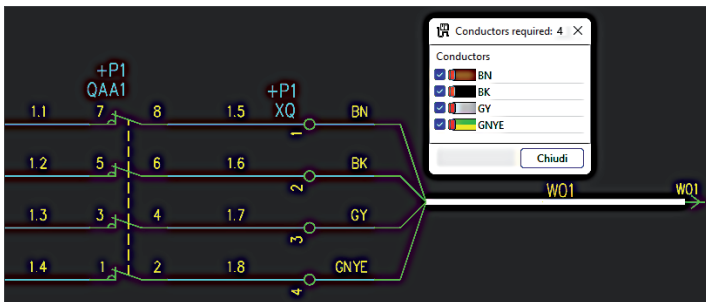 Conductors required: 4
Conductors
BN
BK
GY
GNYE
Chiudi
+P1
QAA1
+P1
XQ
1.1 7 8 1.5 1 BN
1.2 5 6 1.6 2 BK
1.3 3 4 1.7 3 GY
1.4 1 2 1.8 4 GNYE
W01 W01